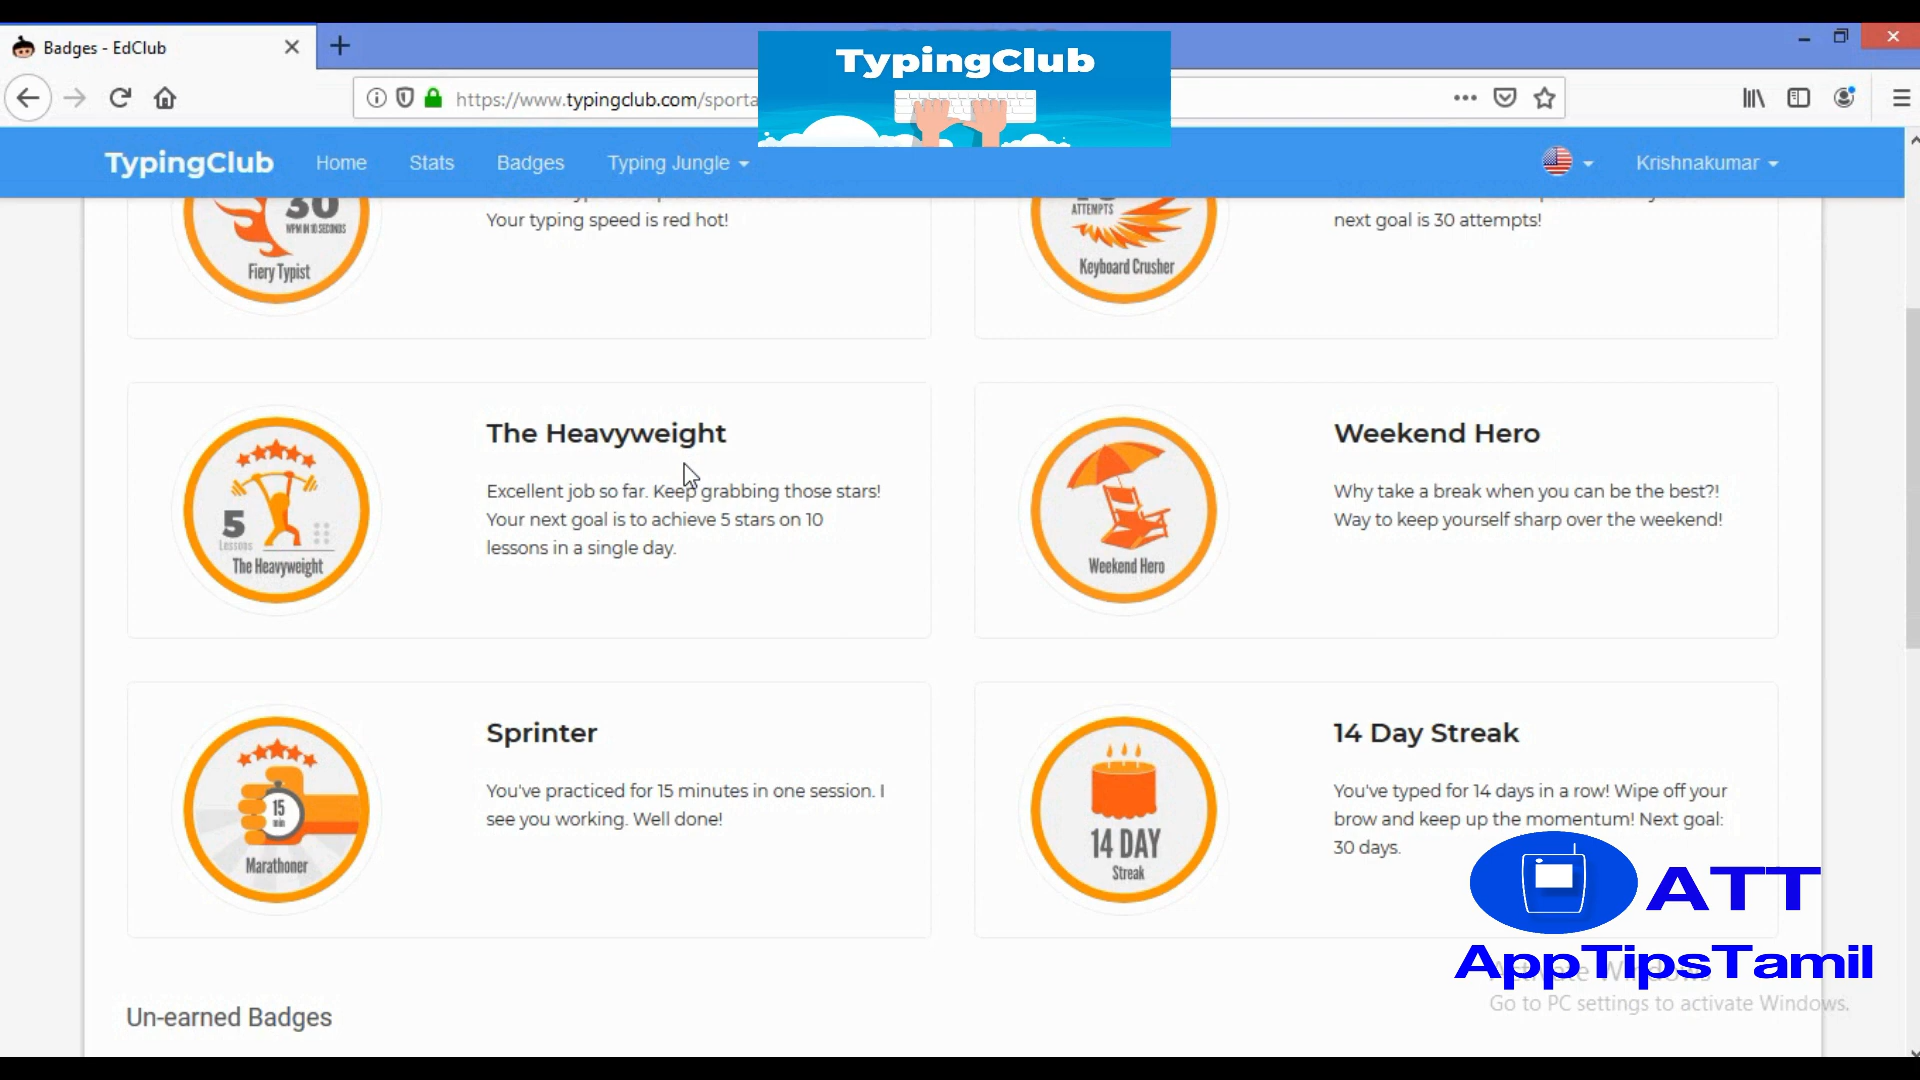 Badges - EdClub
https://www.typingclub.com/sporta
TypingClub
TypingClub Home Stats Badges Typing Jungle Krishnakumar
30
WPM IN 10 SECONDS
Fiery Typist
Your typing speed is red hot!
ATTEMPTS
Keyboard Crusher
next goal is 30 attempts!
5
Lessons
The Heavyweight
The Heavyweight
Excellent job so far. Keep grabbing those stars!
Your next goal is to achieve 5 stars on 10
lessons in a single day.
Weekend Hero
Weekend Hero
Why take a break when you can be the best?!
Way to keep yourself sharp over the weekend!
15
min
Marathoner
Sprinter
You've practiced for 15 minutes in one session. I
see you working. Well done!
14 DAY
Streak
14 Day Streak
You've typed for 14 days in a row! Wipe off your
brow and keep up the momentum! Next goal:
30 days.
ATT
AppTipsTamil
Activate Windows
Go to PC settings to activate Windows.
Un-earned Badges